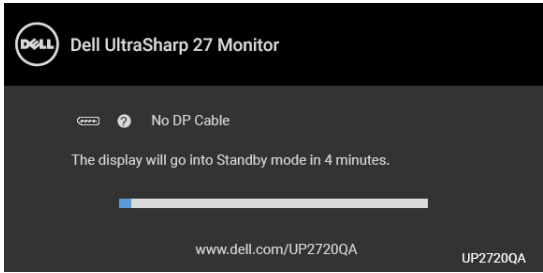 DELL Dell UltraSharp 27 Monitor
? No DP Cable
The display will go into Standby mode in 4 minutes.
www.dell.com/UP2720QA
UP2720QA